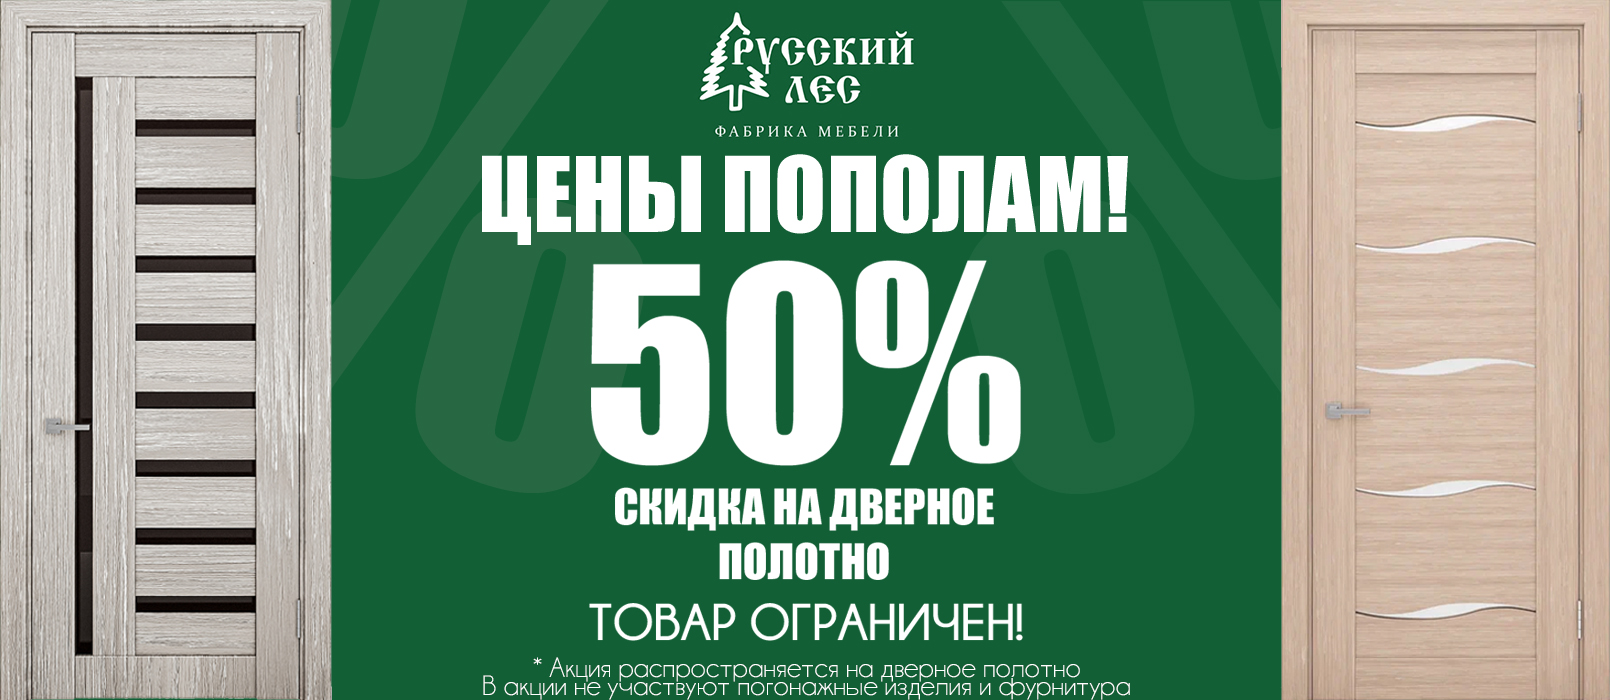 РУССКИЙ
ЛЕС
ФАБРИКА МЕБЕЛИ
ЦЕНЫ ПОПОЛАМ!
50%
СКИДКА НА ДВЕРНОЕ
ПОЛОТНО
ТОВАР ОГРАНИЧЕН!
* Акция распространяется на дверное полотно
В акции не участвуют погонажные изделия и фурнитура